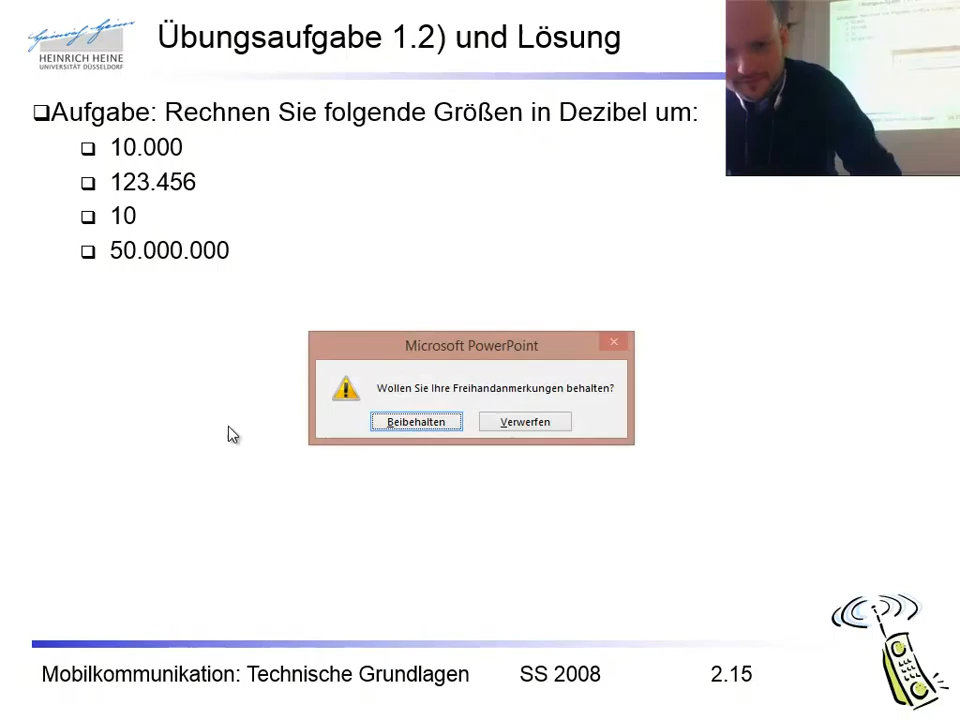 Heinrich Heine
HEINRICH HEINE
UNIVERSITÄT DÜSSELDORF
Übungsaufgabe 1.2) und Lösung
Aufgabe: Rechnen Sie folgende Größen in Dezibel um:
10.000
123.456
10
50.000.000
Microsoft PowerPoint
Wollen Sie Ihre Freihandanmerkungen behalten?
Beibehalten
Verwerfen
Mobilkommunikation: Technische Grundlagen SS 2008 2.15